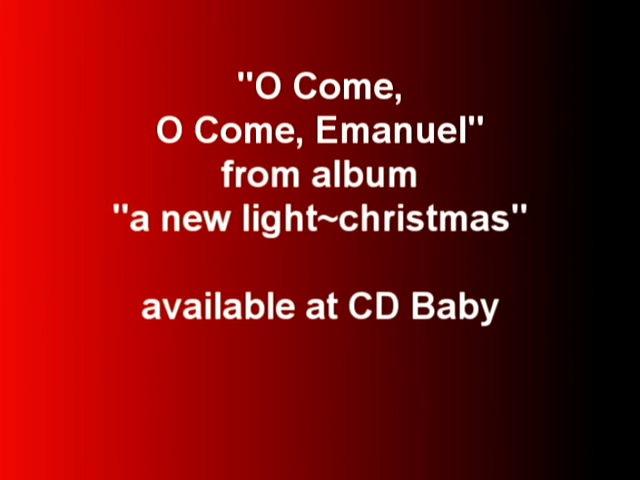 "O Come,
O Come, Emanuel"
from album
"a new light~christmas"
available at CD Baby